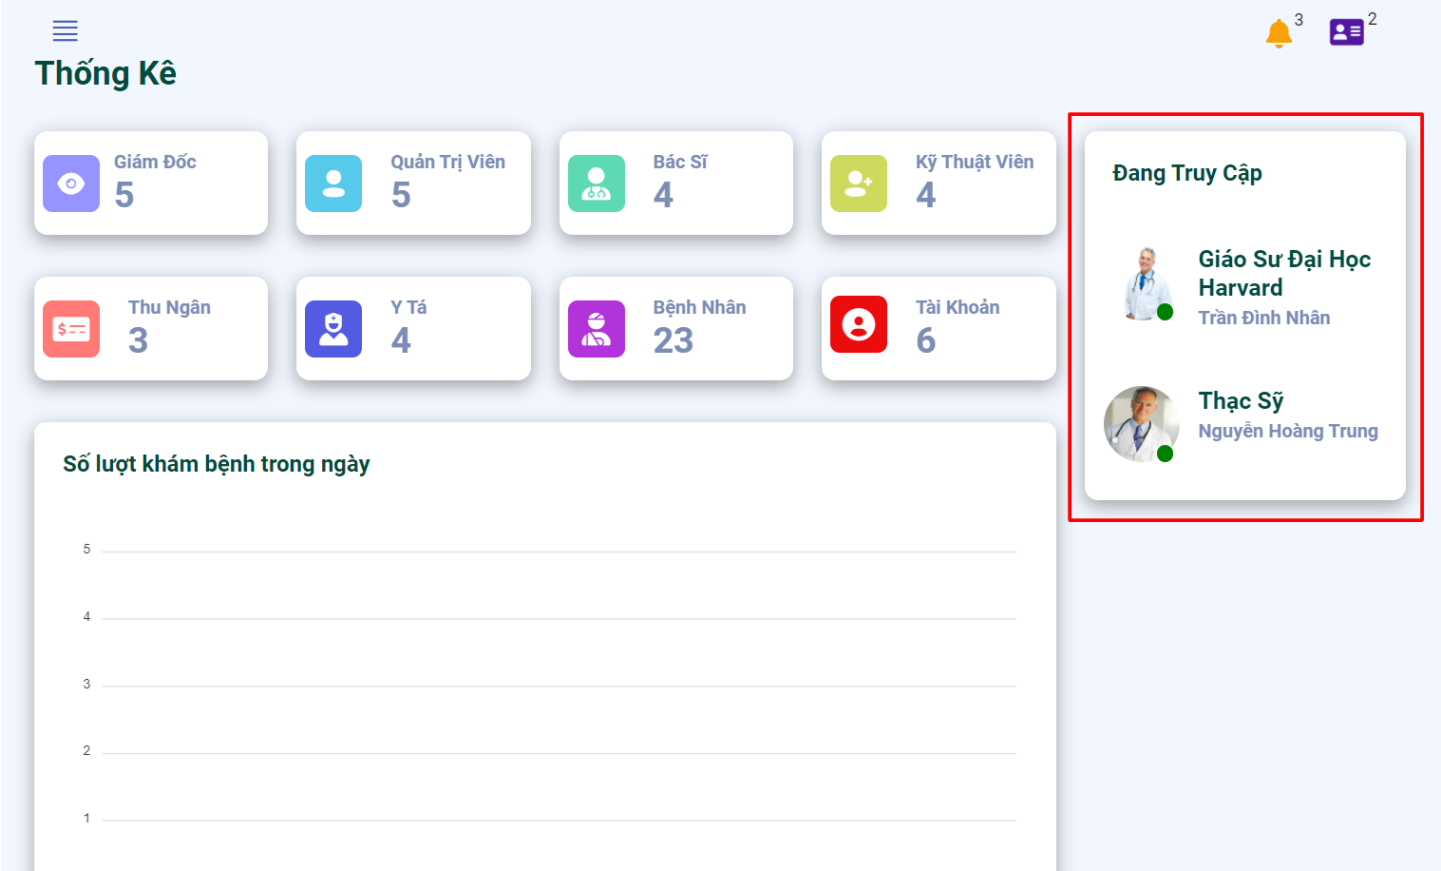 3
2
Thống Kê
Giám Đốc
5
Quản Trị Viên
5
Bác Sĩ
4
Kỹ Thuật Viên
4
Thu Ngân
3
Y Tá
4
Bệnh Nhân
23
Tài Khoản
6
Đang Truy Cập
Giáo Sư Đại Học
Harvard
Trần Đình Nhân
Thạc Sỹ
Nguyễn Hoàng Trung
Số lượt khám bệnh trong ngày
5
4
3
2
1